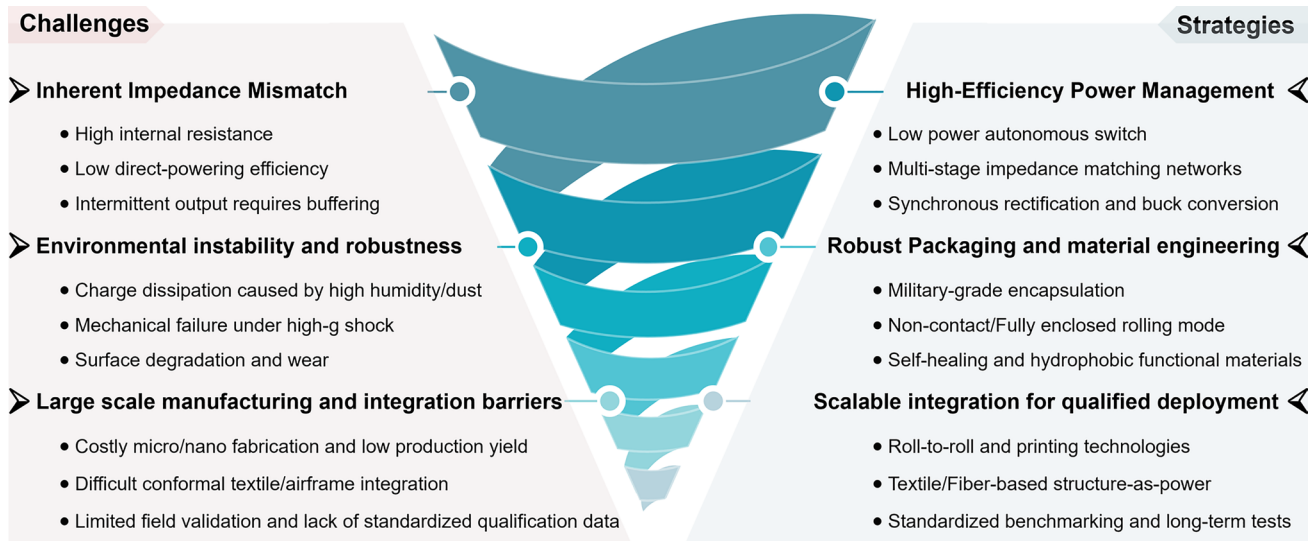 Challenges
Inherent Impedance Mismatch
● High internal resistance
● Low direct-powering efficiency
● Intermittent output requires buffering
Environmental instability and robustness
● Charge dissipation caused by high humidity/dust
● Mechanical failure under high-g shock
● Surface degradation and wear
Large scale manufacturing and integration barriers
● Costly micro/nano fabrication and low production yield
● Difficult conformal textile/airframe integration
● Limited field validation and lack of standardized qualification data
Strategies
High-Efficiency Power Management
● Low power autonomous switch
● Multi-stage impedance matching networks
● Synchronous rectification and buck conversion
Robust Packaging and material engineering
● Military-grade encapsulation
● Non-contact/Fully enclosed rolling mode
● Self-healing and hydrophobic functional materials
Scalable integration for qualified deployment
● Roll-to-roll and printing technologies
● Textile/Fiber-based structure-as-power
● Standardized benchmarking and long-term tests